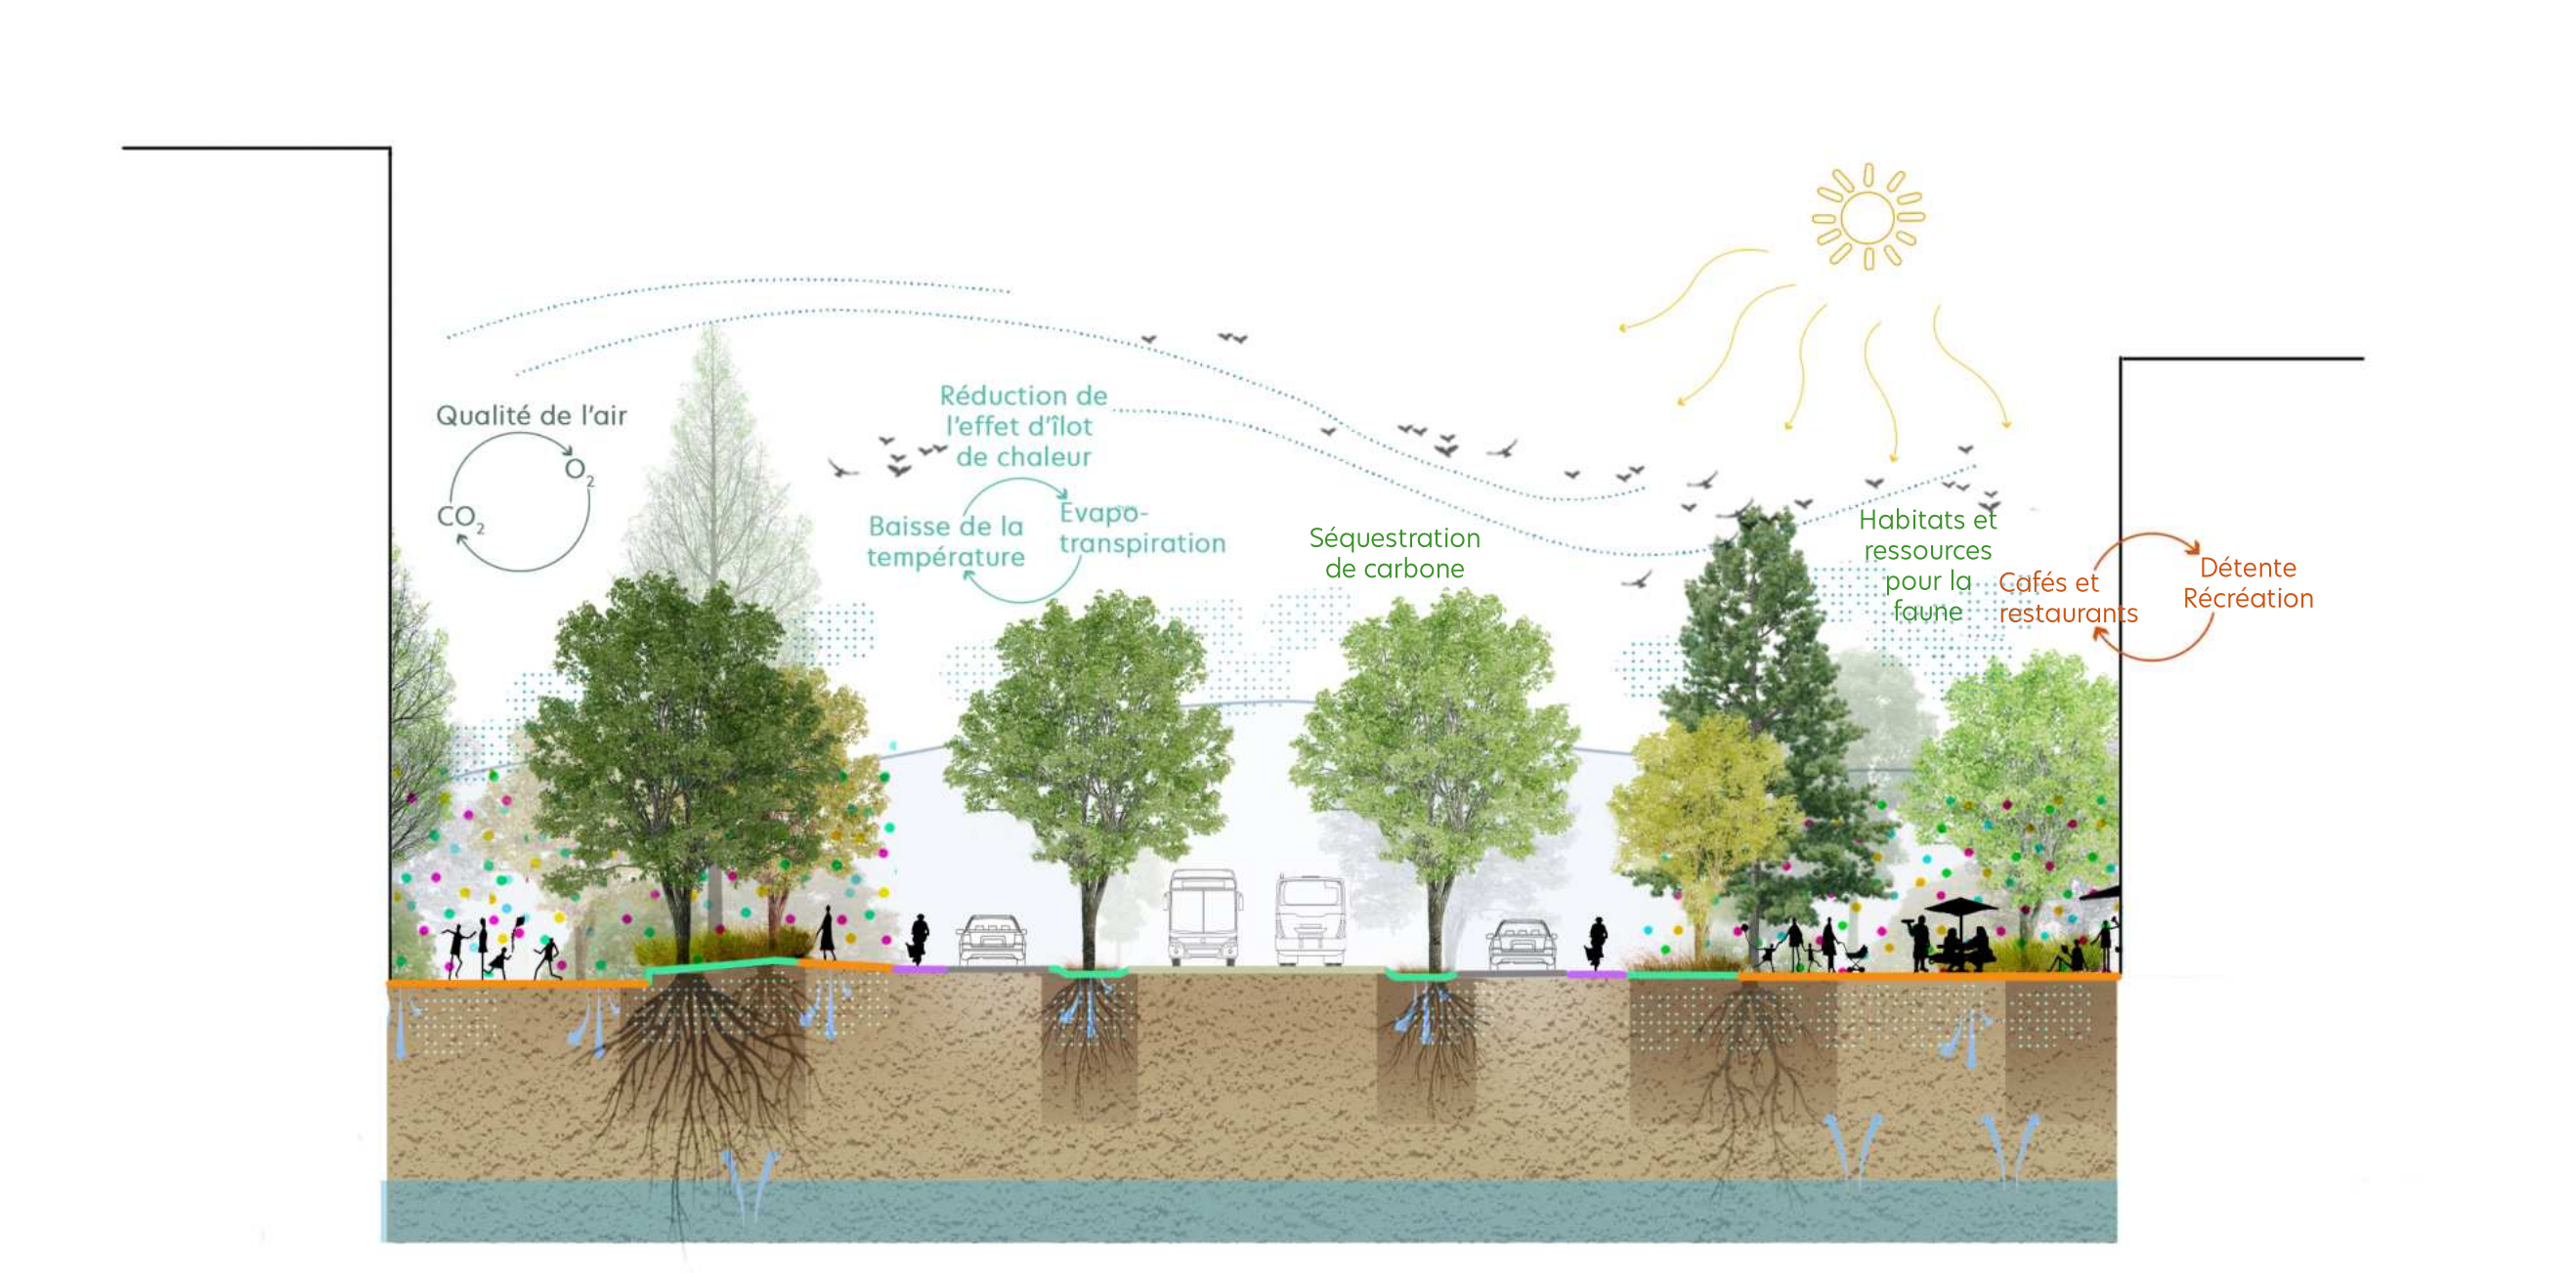 Qualité de l'air
O2
CO2
Réduction de
l'effet d'îlot
de chaleur
Baisse de la
température
Evapo-
transpiration
Séquestration
de carbone
Habitats et
ressources
pour la
faune
Cafés et
restaurants
Détente
Récréation